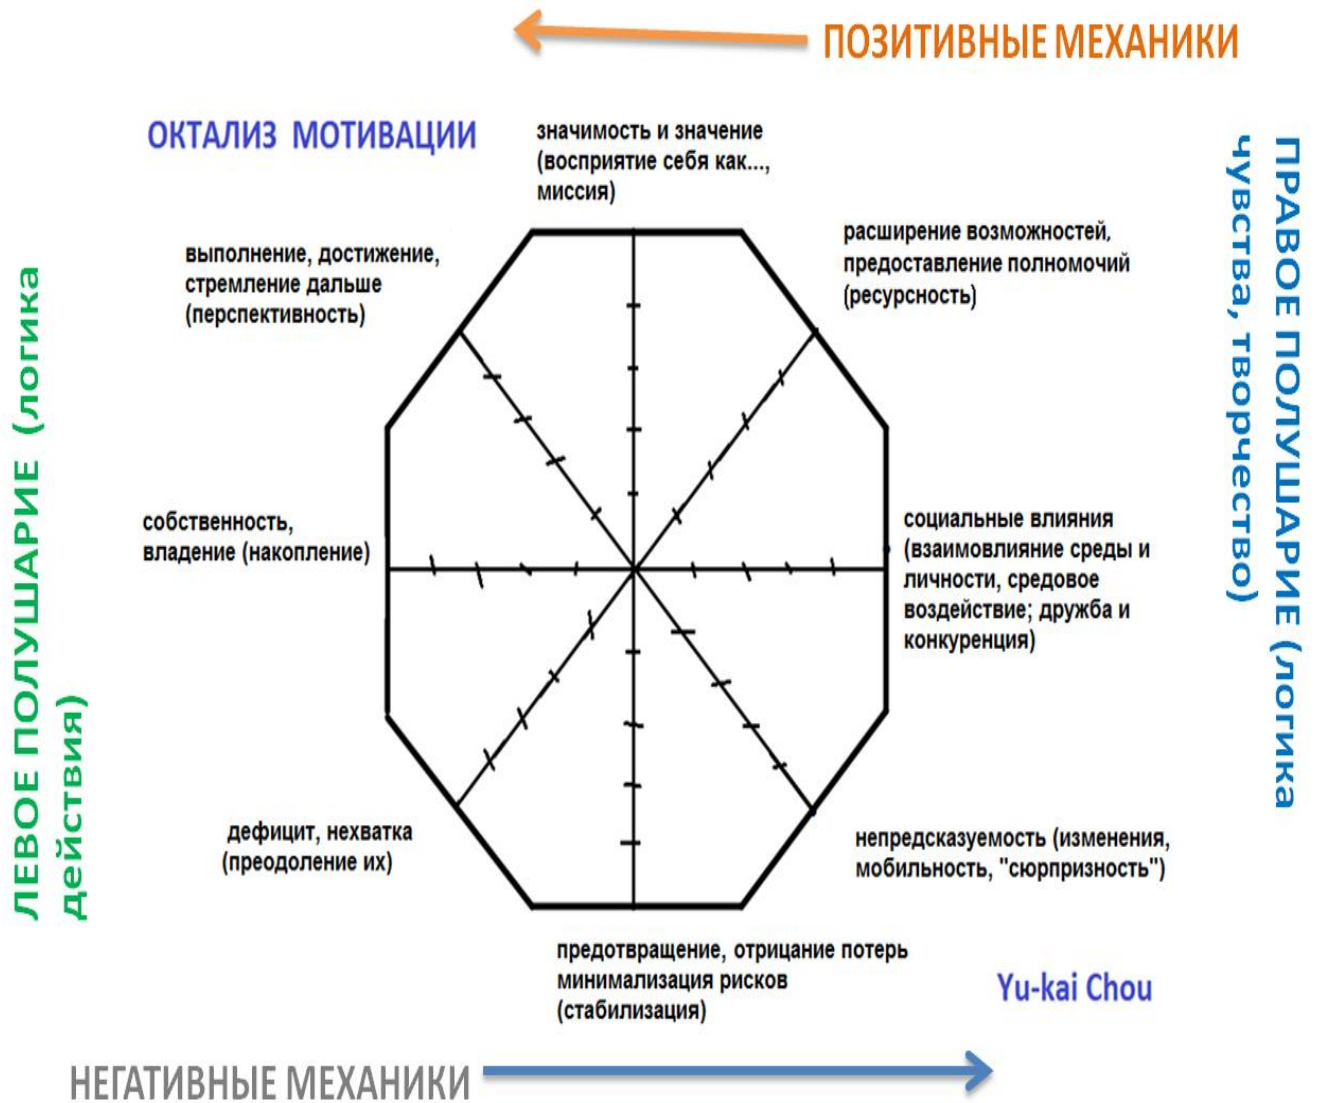 ПОЗИТИВНЫЕ МЕХАНИКИ
ОКТАЛИЗ МОТИВАЦИИ
значимость и значение
(восприятие себя как...,
миссия)
расширение возможностей,
предоставление полномочий
(ресурсность)
выполнение, достижение,
стремление дальше
(перспективность)
ПРАВОЕ ПОЛУШАРИЕ (логика
чувства, творчество)
ЛЕВОЕ ПОЛУШАРИЕ (логика
действия)
собственность,
владение (накопление)
социальные влияния
(взаимовлияние среды и
личности, средовое
воздействие; дружба и
конкуренция)
дефицит, нехватка
(преодоление их)
непредсказуемость (изменения,
мобильность, "сюрпризность")
предотвращение, отрицание потерь
минимализация рисков
(стабилизация)
Yu-kai Chou
НЕГАТИВНЫЕ МЕХАНИКИ